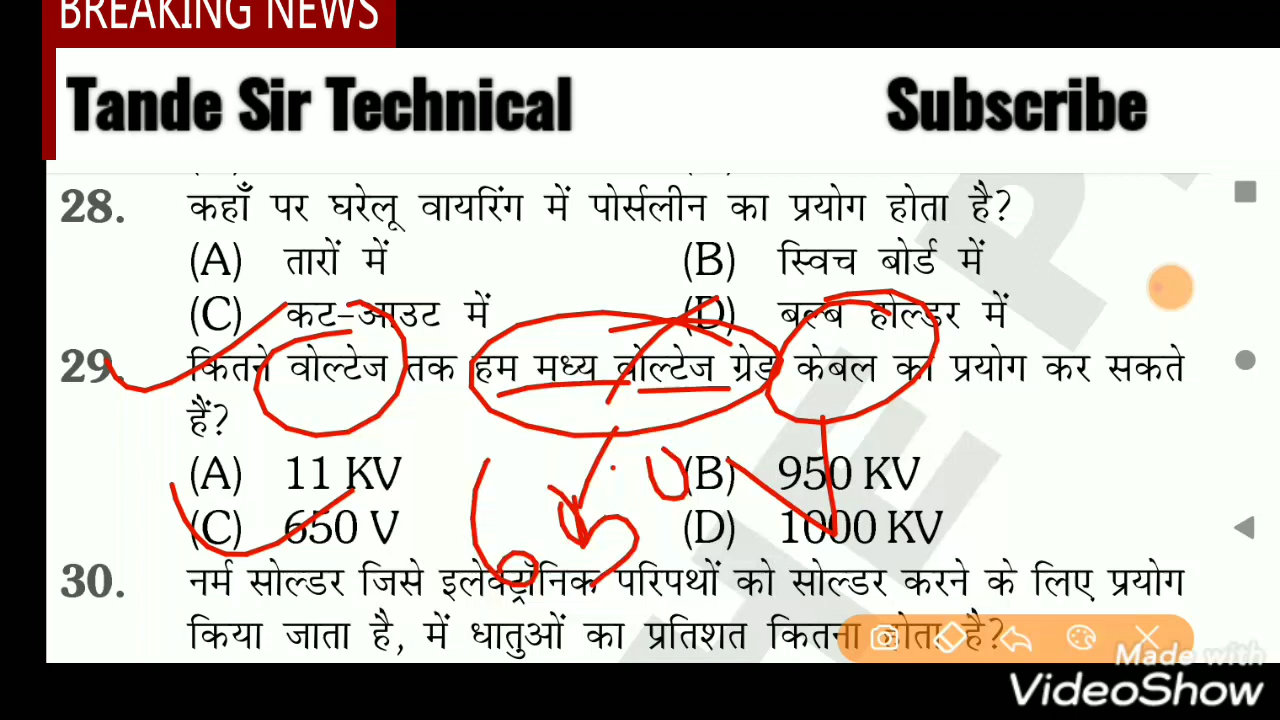 BREAKING NEWS
Tande Sir Technical Subscribe
28. कहाँ पर घरेलू वायरिंग में पोर्सलीन का प्रयोग होता है?
(A) तारों में (B) स्विच बोर्ड में
(C) कट-आउट में (D) बल्ब होल्डर में
29. कितने वोल्टेज तक हम मध्य वोल्टेज ग्रेड केबल का प्रयोग कर सकते
हैं?
(A) 11 KV (B) 950 KV
(C) 650 V (D) 1000 KV
30. नर्म सोल्डर जिसे इलेक्ट्रॉनिक परिपथों को सोल्डर करने के लिए प्रयोग
किया जाता है, में धातुओं का प्रतिशत कितना होता है?
Made with
VideoShow